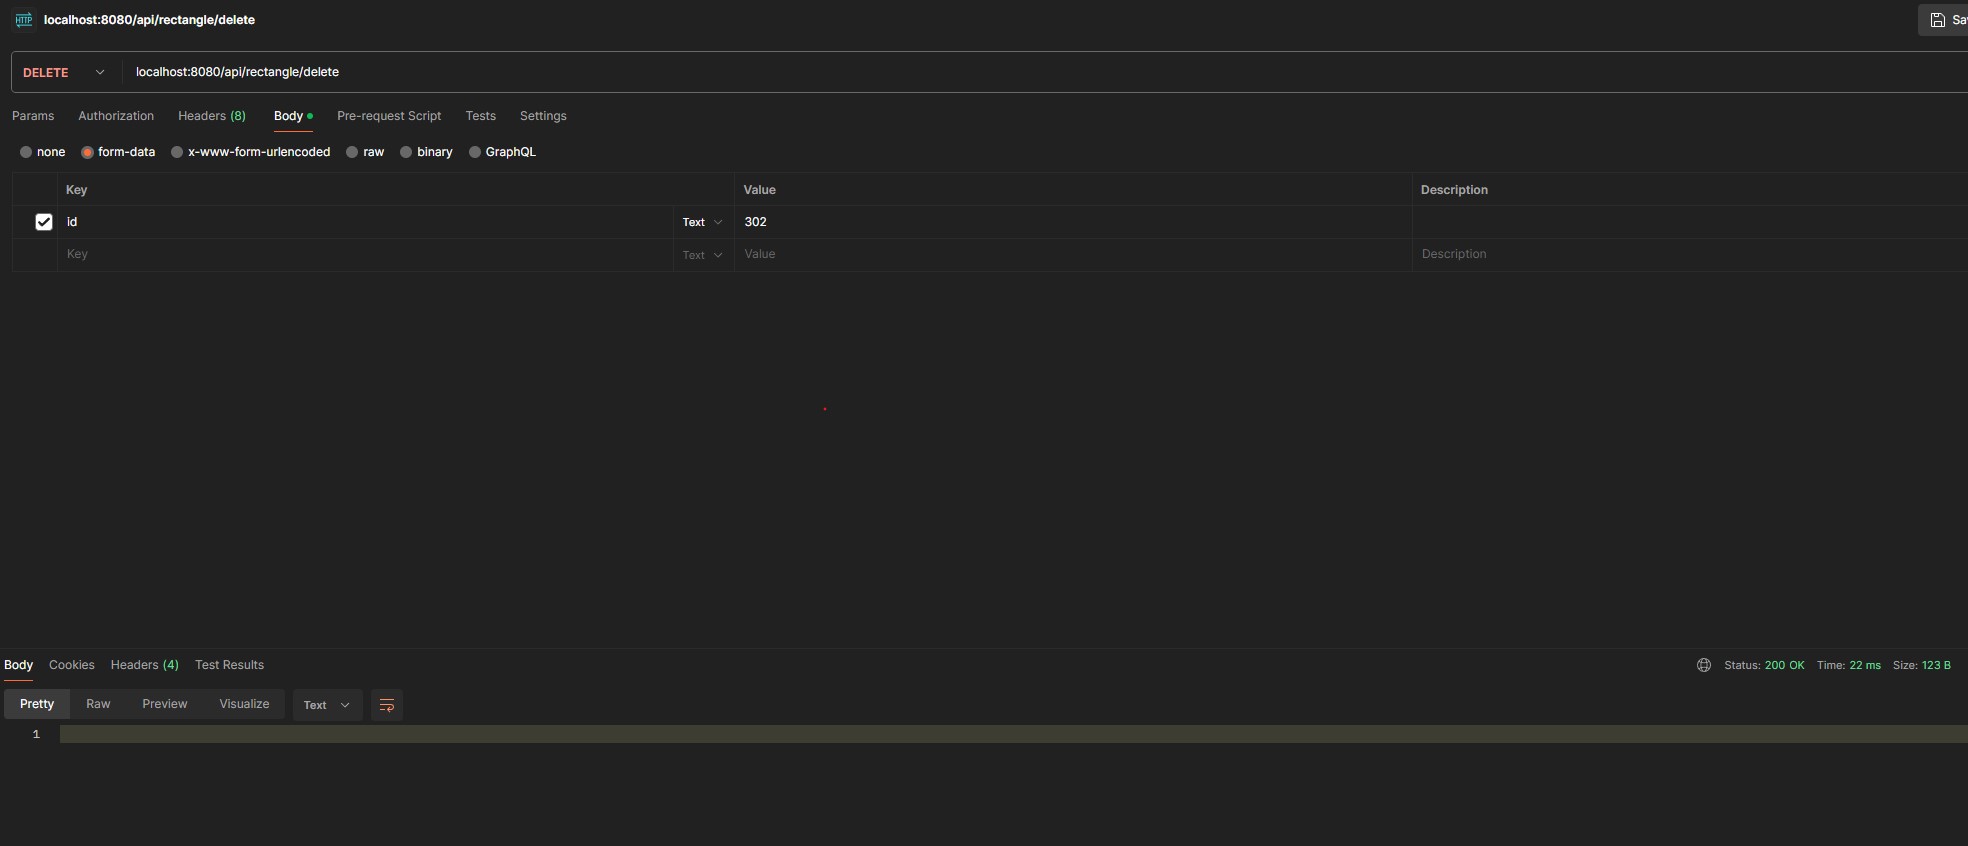 HTTP localhost:8080/api/rectangle/delete
DELETE localhost:8080/api/rectangle/delete
Params Authorization Headers (8) Body Pre-request Script Tests Settings
none form-data x-www-form-urlencoded raw binary GraphQL
Key Value Description
id Text 302
Key Text Value Description
Body Cookies Headers (4) Test Results Status: 200 OK Time: 22 ms Size: 123 B
Pretty Raw Preview Visualize Text
1